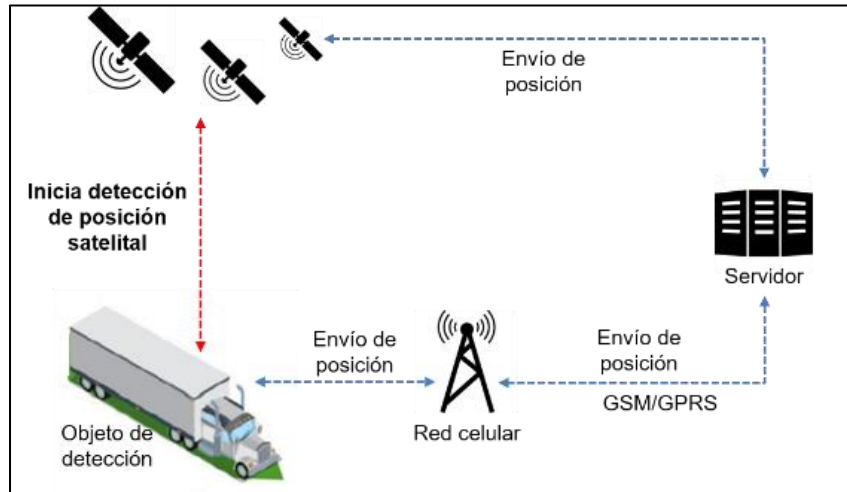 Envío de
posición
Inicia detección
de posición
satelital
Servidor
Envío de
posición
Envío de
posición
GSM/GPRS
Red celular
Objeto de
detección